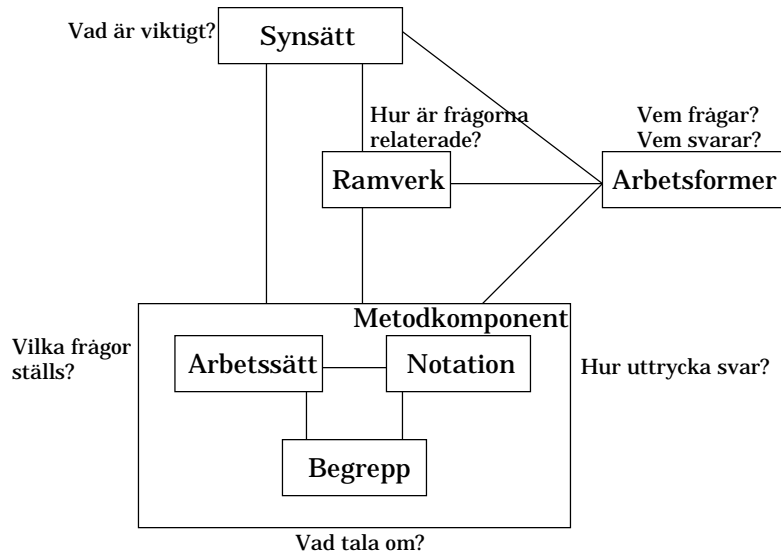 Vad är viktigt?
Synsätt
Hur är frågorna
relaterade?
Vem frågar?
Vem svarar?
Ramverk
Arbetsformer
Metodkomponent
Vilka frågor
ställs?
Arbetssätt
Notation
Hur uttrycka svar?
Begrepp
Vad tala om?